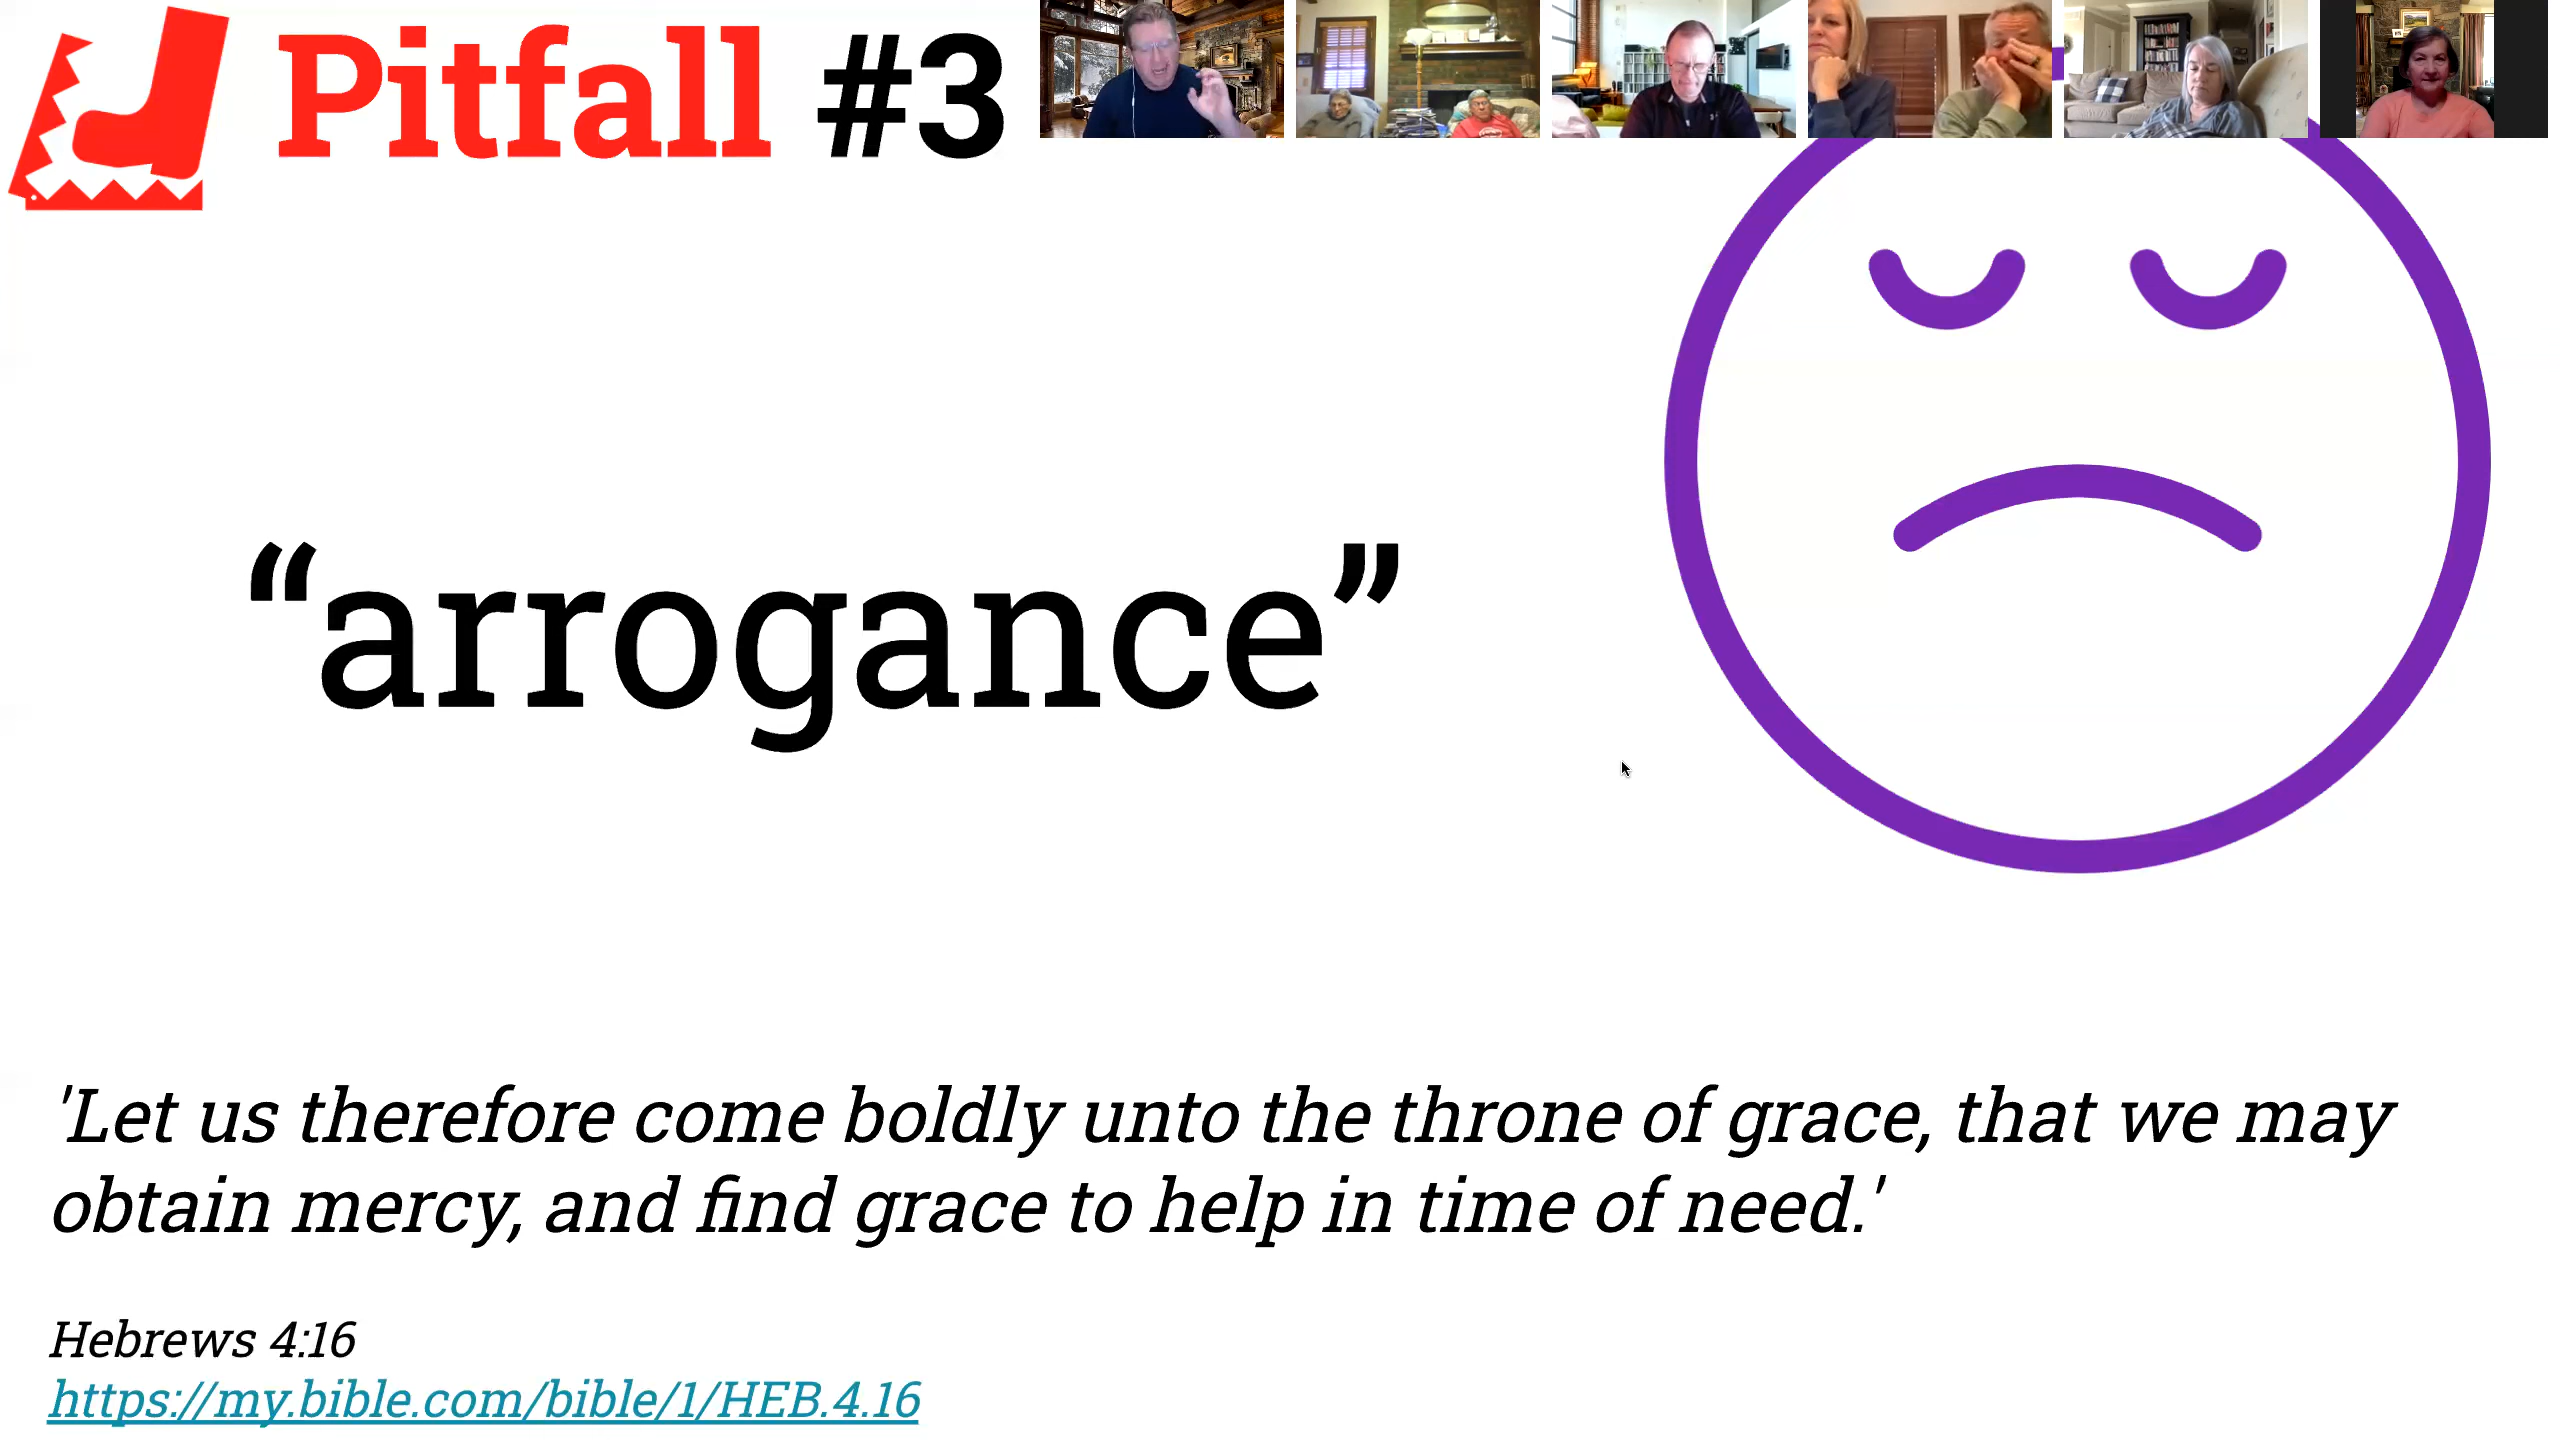 Pitfall #3
“arrogance”
'Let us therefore come boldly unto the throne of grace, that we may
obtain mercy, and find grace to help in time of need.'
Hebrews 4:16
https://my.bible.com/bible/1/HEB.4.16